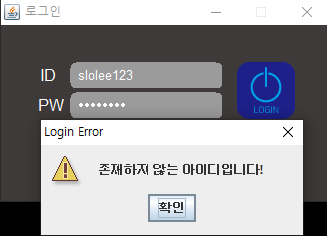 로그인
ID slolee123
PW ••••••••
LOGIN
Login Error
존재하지 않는 아이디입니다!
확인